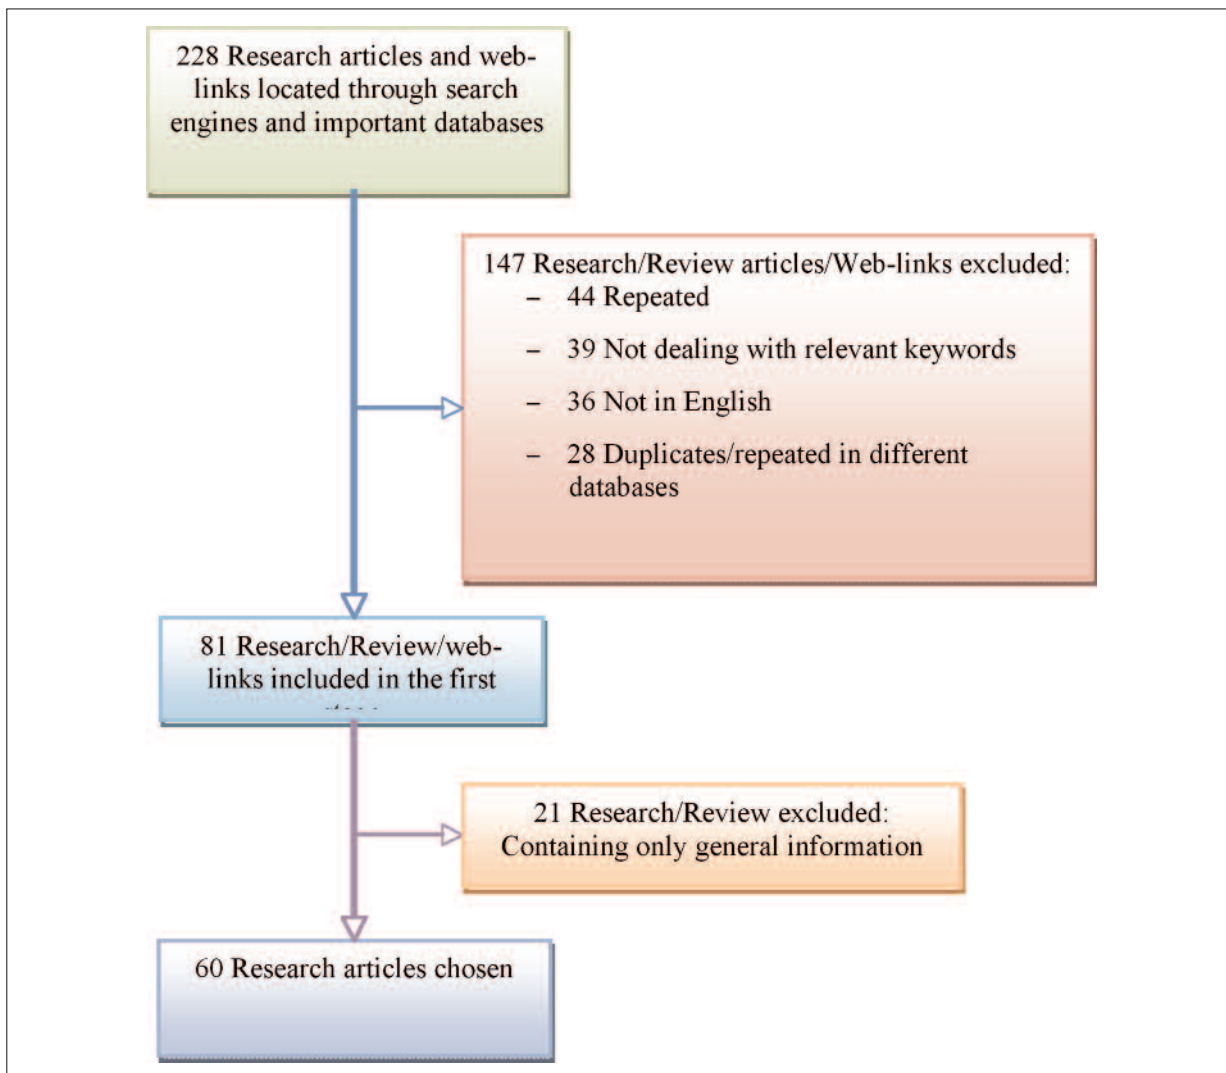 228 Research articles and web-
links located through search
engines and important databases
147 Research/Review articles/Web-links excluded:
– 44 Repeated
– 39 Not dealing with relevant keywords
– 36 Not in English
– 28 Duplicates/repeated in different
databases
81 Research/Review/web-
links included in the first
21 Research/Review excluded:
Containing only general information
60 Research articles chosen